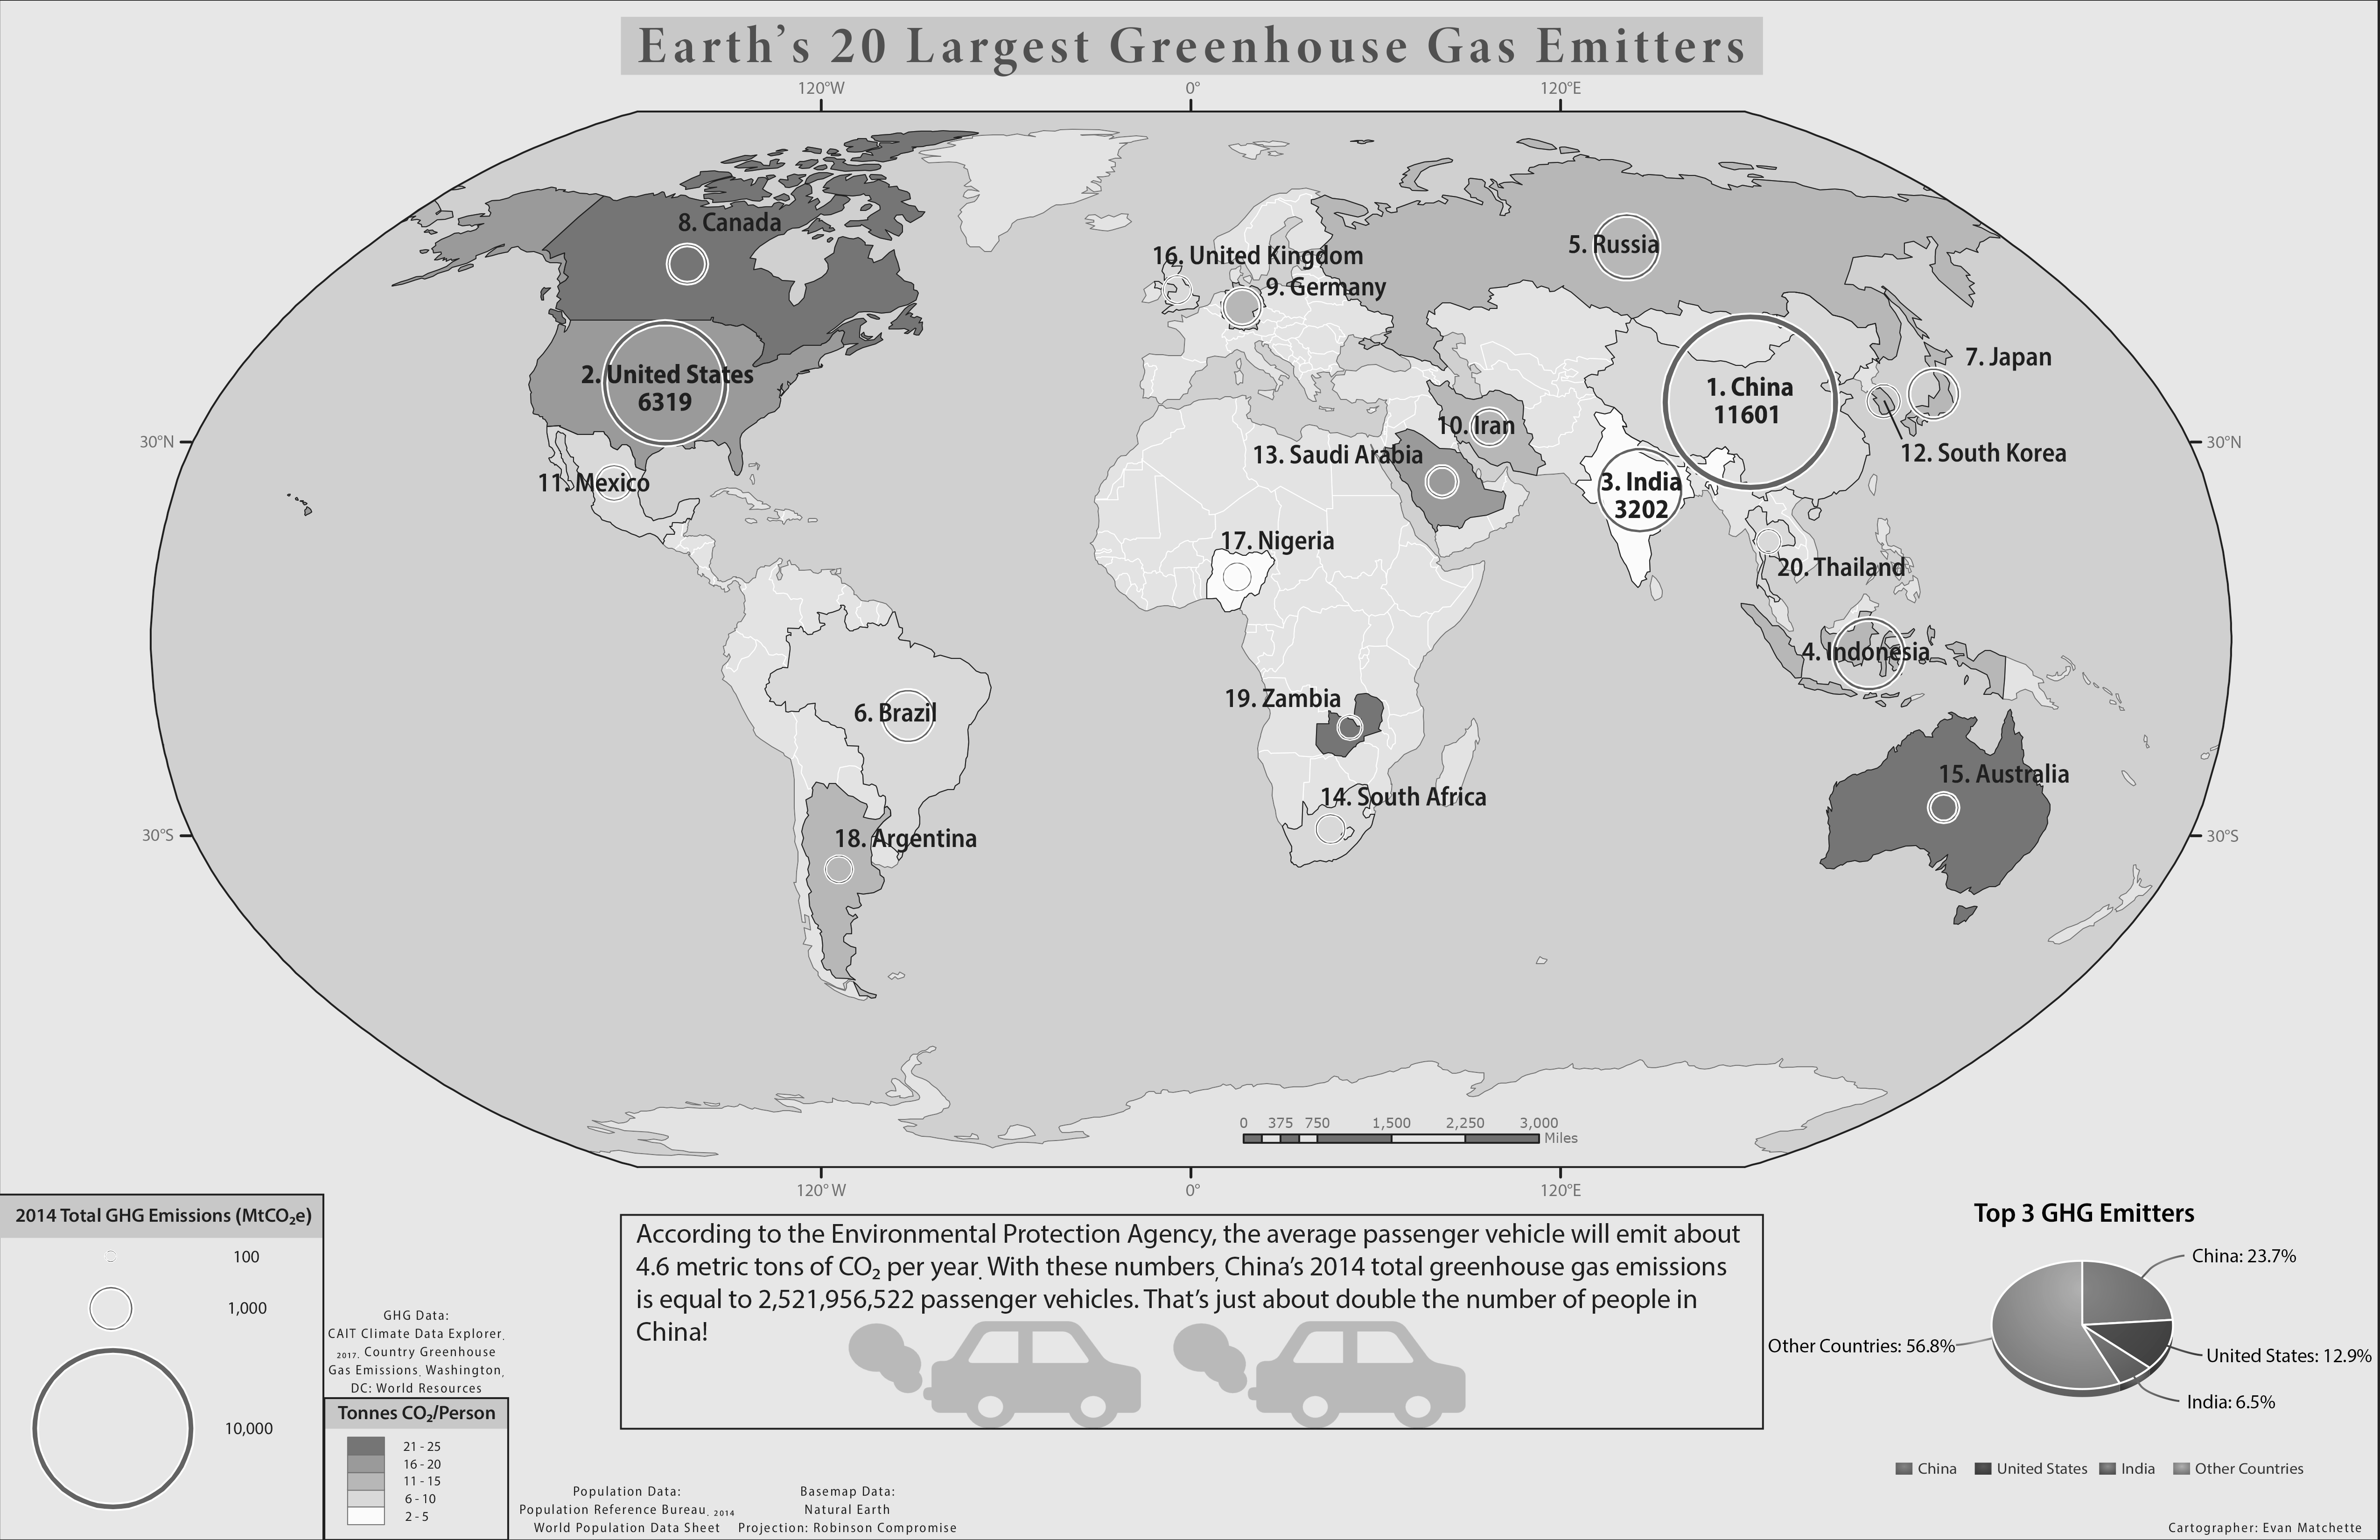 Earth's 20 Largest Greenhouse Gas Emitters
120°W 0° 120°E
8. Canada
5. Russia
16. United Kingdom
9. Germany
7. Japan
2. United States
6319
1. China
11601
10. Iran
30°N 30°N
13. Saudi Arabia
12. South Korea
11. Mexico
3. India
3202
17. Nigeria
20. Thailand
4. Indonesia
19. Zambia
6. Brazil
15. Australia
14. South Africa
30°S 30°S
18. Argentina
0 375 750 1,500 2,250 3,000
Miles
120°W 0° 120°E
2014 Total GHG Emissions (MtCO₂e)
100
1,000
10,000
GHG Data:
CAIT Climate Data Explorer.
2017. Country Greenhouse
Gas Emissions. Washington,
DC: World Resources
Tonnes CO₂/Person
21 - 25
16 - 20
11 - 15
6 - 10
2 - 5
According to the Environmental Protection Agency, the average passenger vehicle will emit about
4.6 metric tons of CO₂ per year. With these numbers, China's 2014 total greenhouse gas emissions
is equal to 2,521,956,522 passenger vehicles. That's just about double the number of people in
China!
Population Data:
Population Reference Bureau. 2014
World Population Data Sheet
Basemap Data:
Natural Earth
Projection: Robinson Compromise
Top 3 GHG Emitters
China: 23.7%
Other Countries: 56.8%
United States: 12.9%
India: 6.5%
China United States India Other Countries
Cartographer: Evan Matchette